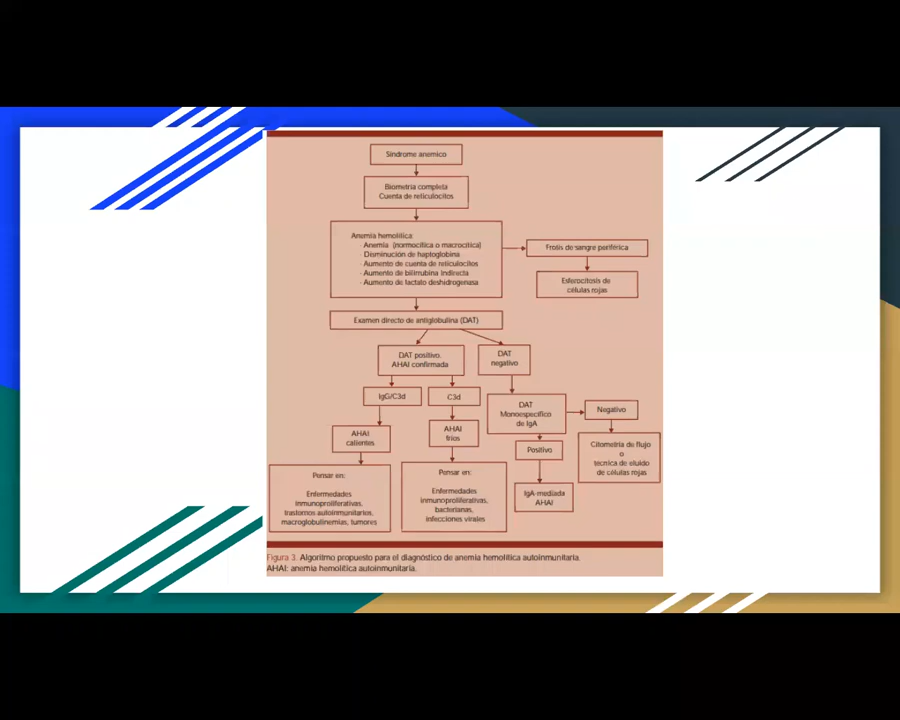 Síndrome anémico
Biometría completa
Cuenta de reticulocitos
Anemia hemolítica:
· Anemia (normocítica o macrocítica)
· Disminución de haptoglobina
· Aumento de cuenta de reticulocitos
· Aumento de bilirrubina indirecta
· Aumento de lactato deshidrogenasa
Frotis de sangre periférica
Esferocitosis de
células rojas
Examen directo de antiglobulina (DAT)
DAT positivo.
AHAI confirmada
DAT
negativo
IgG/C3d
C3d
DAT
Monoespecífico
de IgA
Negativo
AHAI
calientes
AHAI
fríos
Positivo
Citometría de flujo
o
técnica de eluido
de células rojas
Pensar en:
Enfermedades
inmunoproliferativas,
trastornos autoinmunitarios,
macroglobulinemias, tumores
Pensar en:
Enfermedades
inmunoproliferativas,
bacterianas,
infecciones virales
IgA-mediada
AHAI
Figura 3. Algoritmo propuesto para el diagnóstico de anemia hemolítica autoinmunitaria.
AHAI: anemia hemolítica autoinmunitaria.